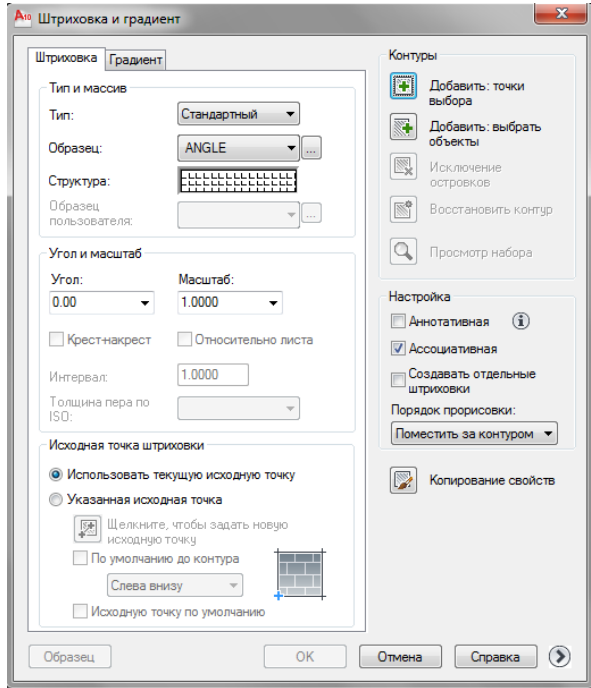 A10 Штриховка и градиент
Штриховка Градиент
Тип и массив
Тип: Стандартный
Образец: ANGLE ...
Структура:
Образец
пользователя: ...
Угол и масштаб
Угол: Масштаб:
0.00 1.0000
Крест-накрест Относительно листа
Интервал: 1.0000
Толщина пера по
ISO:
Исходная точка штриховки
Использовать текущую исходную точку
Указанная исходная точка
Щелкните, чтобы задать новую
исходную точку
По умолчанию до контура
Слева внизу
Исходную точку по умолчанию
Контуры
Добавить: точки
выбора
Добавить: выбрать
объекты
Исключение
островков
Восстановить контур
Просмотр набора
Настройка
Аннотативная
Ассоциативная
Создавать отдельные
штриховки
Порядок прорисовки:
Поместить за контуром
Копирование свойств
Образец OK Отмена Справка